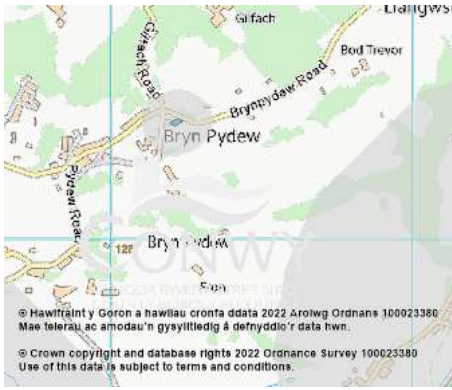 Llangws
Gilfach
Bod Trevor
Gilfach Road
Brynpydew Road
Bryn Pydew
Pydew Road
Bryn Pydew
CONWY
© Hawlfraint y Goron a hawliau cronfa ddata 2022 Arolwg Ordnans 100023380
Mae telerau ac amodau'n gysylltiedig â defnyddio'r data hwn.
© Crown copyright and database rights 2022 Ordnance Survey 100023380
Use of this data is subject to terms and conditions.